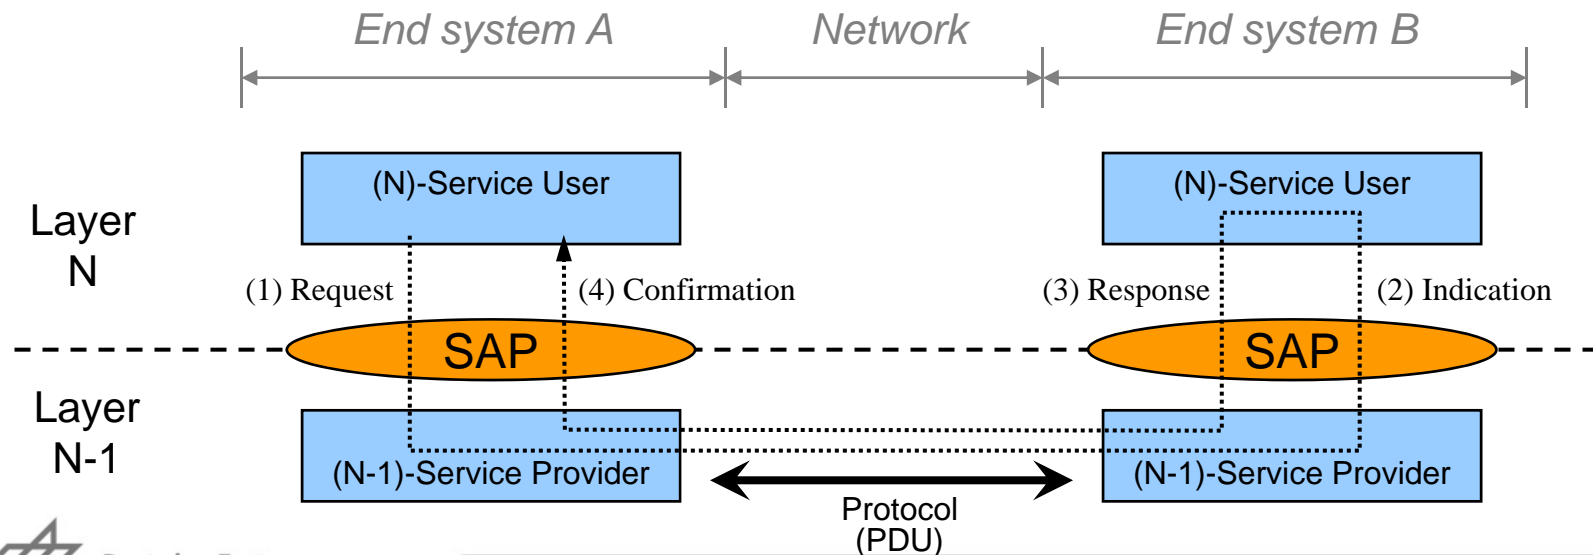 End system A
Network
End system B
(N)-Service User
(N)-Service User
Layer
N
(1) Request
(4) Confirmation
(3) Response
(2) Indication
SAP
SAP
Layer
N-1
(N-1)-Service Provider
(N-1)-Service Provider
Protocol
(PDU)